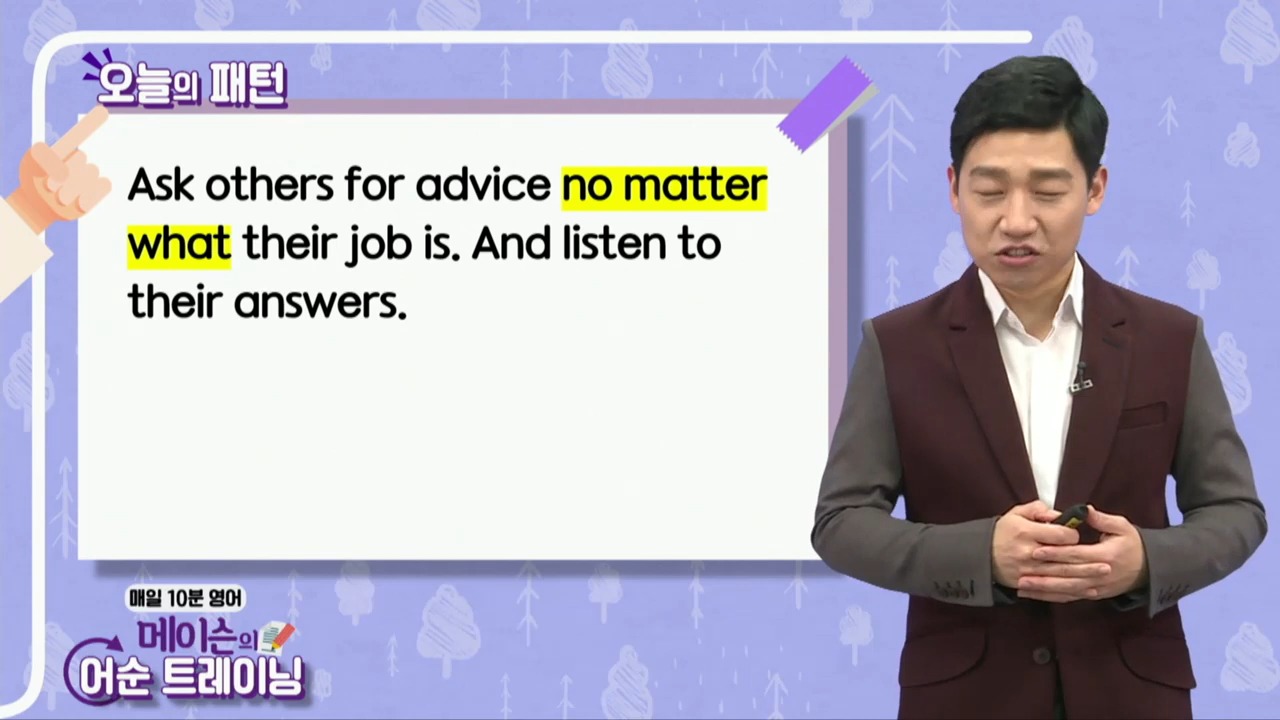 오늘의 패턴
Ask others for advice no matter
what their job is. And listen to
their answers.
매일 10분 영어
메이슨의
어순 트레이닝